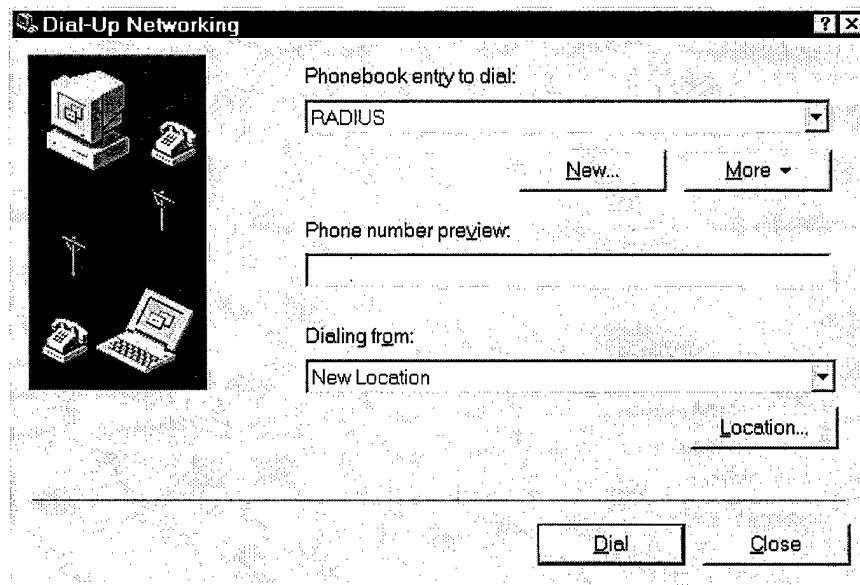 Dial-Up Networking
Phonebook entry to dial:
RADIUS
New... More
Phone number preview:
Dialing from:
New Location
Location...
Dial Close